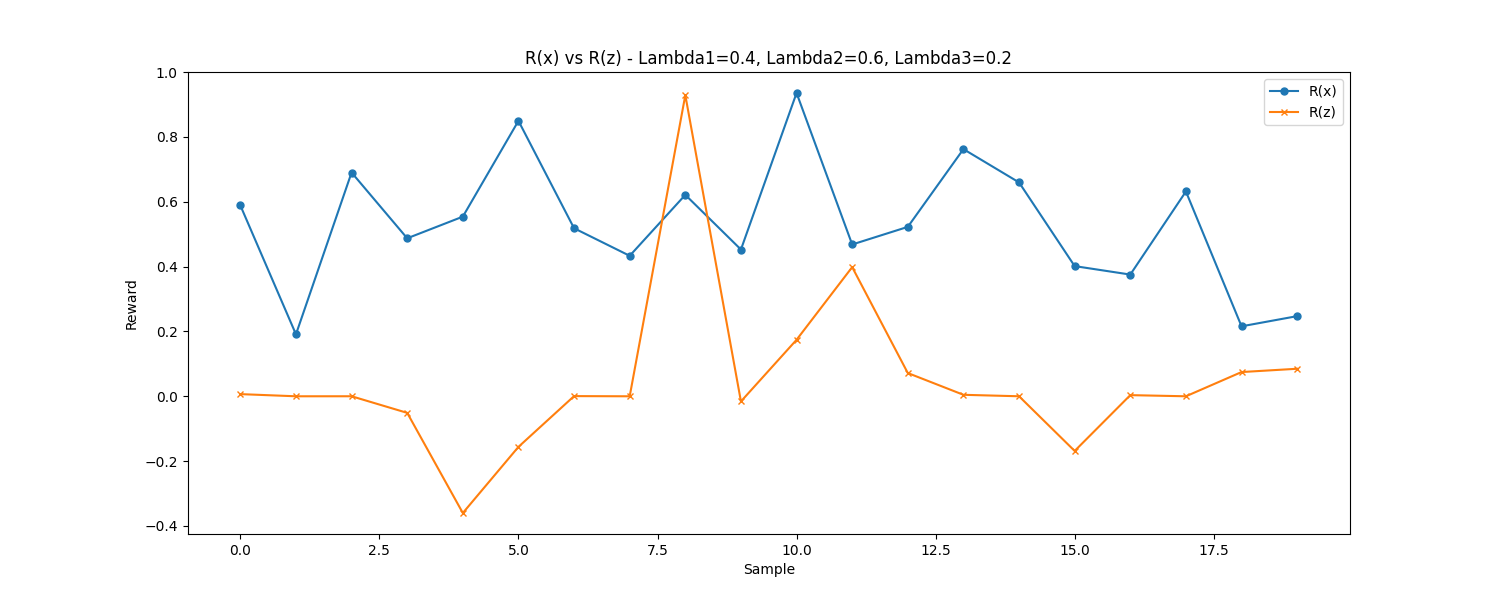 R(x) vs R(z) - Lambda1=0.4, Lambda2=0.6, Lambda3=0.2
R(x)
R(z)
Reward
1.0
0.8
0.6
0.4
0.2
0.0
−0.2
−0.4
0.0 2.5 5.0 7.5 10.0 12.5 15.0 17.5
Sample